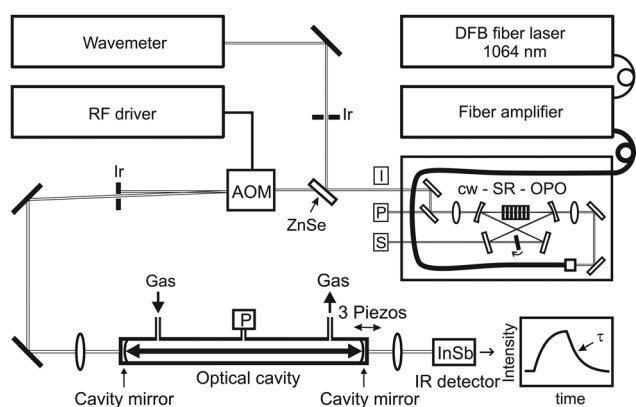 Wavemeter
DFB fiber laser
1064 nm
RF driver
Ir
Fiber amplifier
Ir
AOM
ZnSe
I
P
S
cw - SR - OPO
Gas
Gas
P
3 Piezos
InSb
IR detector
Cavity mirror
Optical cavity
Cavity mirror
Intensity
τ
time